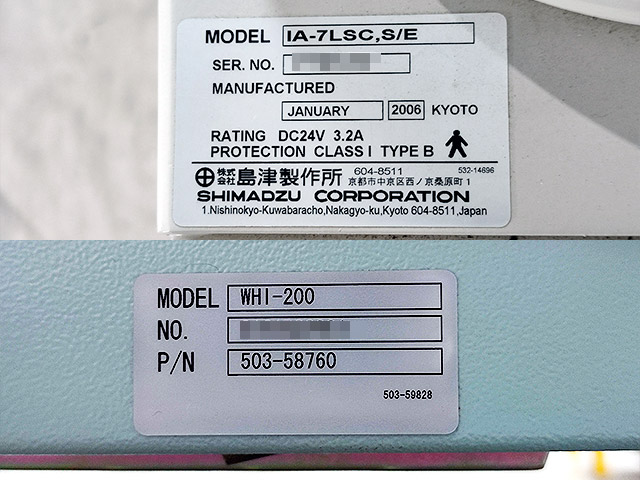 MODEL IA-7LSC,S/E
SER. NO.
MANUFACTURED
JANUARY 2006 KYOTO
RATING DC24V 3.2A
PROTECTION CLASS I TYPE B
株式会社 島津製作所 604-8511 532-14696
京都市中京区西ノ京桑原町1
SHIMADZU CORPORATION
1.Nishinokyo-Kuwabaracho,Nakagyo-ku,Kyoto 604-8511,Japan
MODEL WHI-200
NO.
P/N 503-58760
503-59828